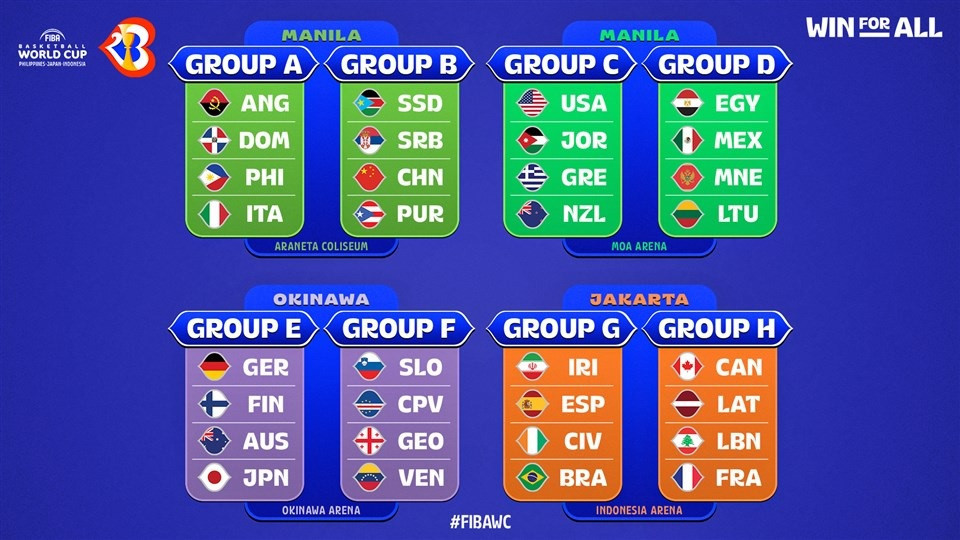 FIBA
BASKETBALL
WORLD CUP
PHILIPPINES-JAPAN-INDONESIA
23
WIN FOR ALL
MANILA
GROUP A
ANG
DOM
PHI
ITA
GROUP B
SSD
SRB
CHN
PUR
ARANETA COLISEUM
MANILA
GROUP C
USA
JOR
GRE
NZL
GROUP D
EGY
MEX
MNE
LTU
MOA ARENA
OKINAWA
GROUP E
GER
FIN
AUS
JPN
GROUP F
SLO
CPV
GEO
VEN
OKINAWA ARENA
JAKARTA
GROUP G
IRI
ESP
CIV
BRA
GROUP H
CAN
LAT
LBN
FRA
INDONESIA ARENA
#FIBAWC